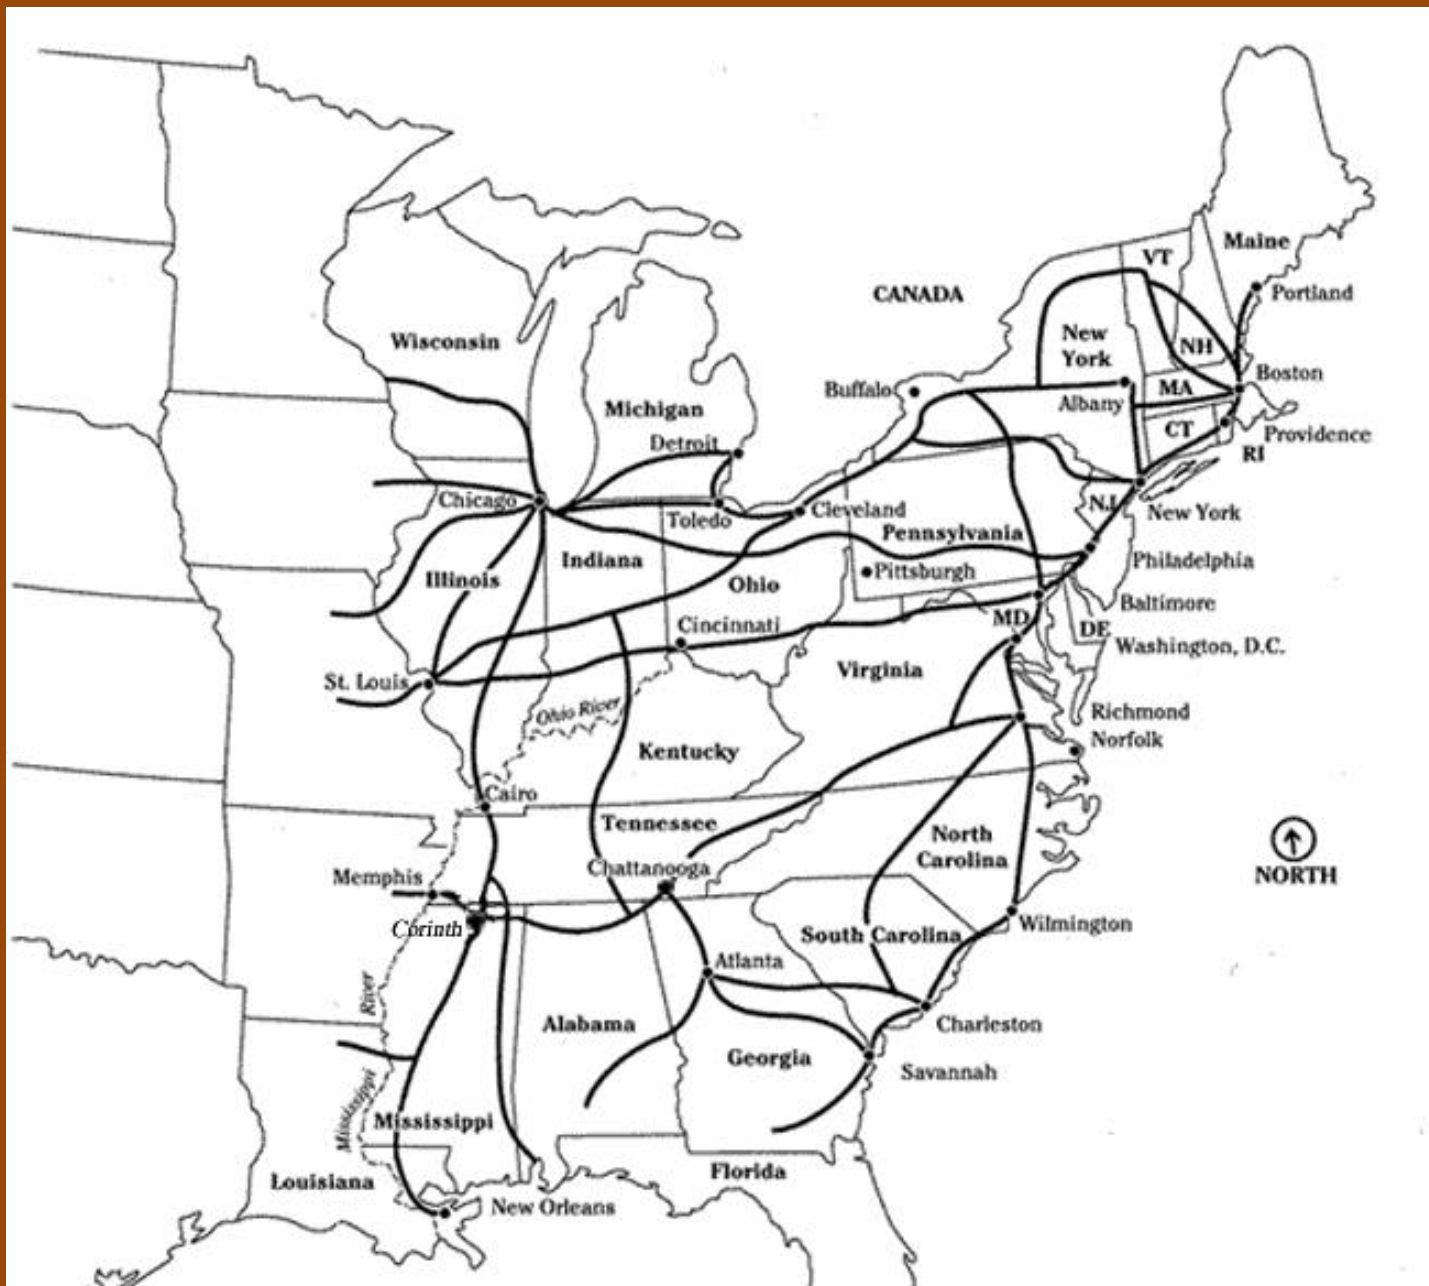 Maine
VT
CANADA
Portland
Wisconsin
New
York
NH
Boston
Buffalo
MA
Albany
Michigan
CT
Providence
Detroit
RI
Chicago
Cleveland
N.J.
New York
Toledo
Pennsylvania
Indiana
Philadelphia
Illinois
Ohio
Pittsburgh
Baltimore
MD
Cincinnati
DE
Washington, D.C.
Virginia
St. Louis
Ohio River
Richmond
Norfolk
Kentucky
Cairo
Tennessee
North
Carolina
Chattanooga
NORTH
Memphis
Corinth
Wilmington
South Carolina
Atlanta
River
Alabama
Charleston
Georgia
Savannah
Mississippi
Mississippi
Florida
Louisiana
New Orleans